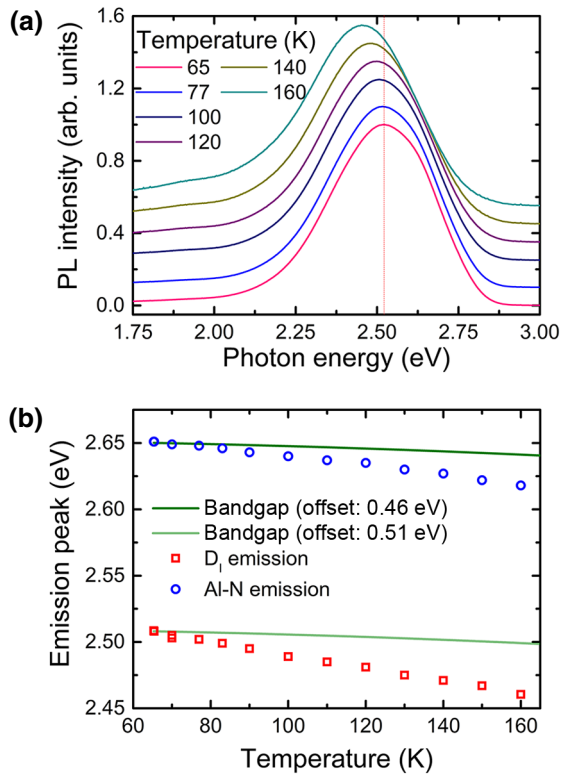 (a)
1.6
1.2
0.8
0.4
0.0
PL intensity (arb. units)
Temperature (K)
65 140
77 160
100
120
1.75 2.00 2.25 2.50 2.75 3.00
Photon energy (eV)
(b)
2.65
2.60
2.55
2.50
2.45
Emission peak (eV)
Bandgap (offset: 0.46 eV)
Bandgap (offset: 0.51 eV)
D_I emission
Al-N emission
60 80 100 120 140 160
Temperature (K)